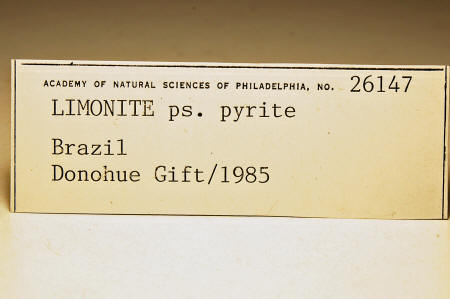 ACADEMY OF NATURAL SCIENCES OF PHILADELPHIA, NO. 26147
LIMONITE ps. pyrite
Brazil
Donohue Gift/1985